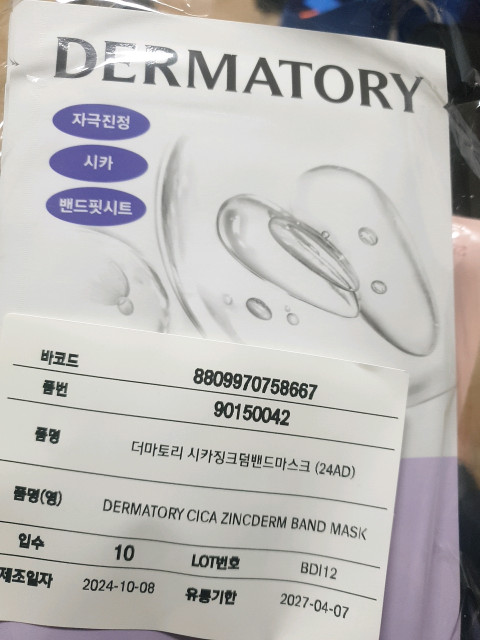 DERMATORY
자극진정
시카
밴드핏시트
바코드 8809970758667
품번 90150042
품명 더마토리 시카징크덤밴드마스크 (24AD)
품명(영) DERMATORY CICA ZINCDERM BAND MASK
입수 10 LOT번호 BDI12
제조일자 2024-10-08 유통기한 2027-04-07